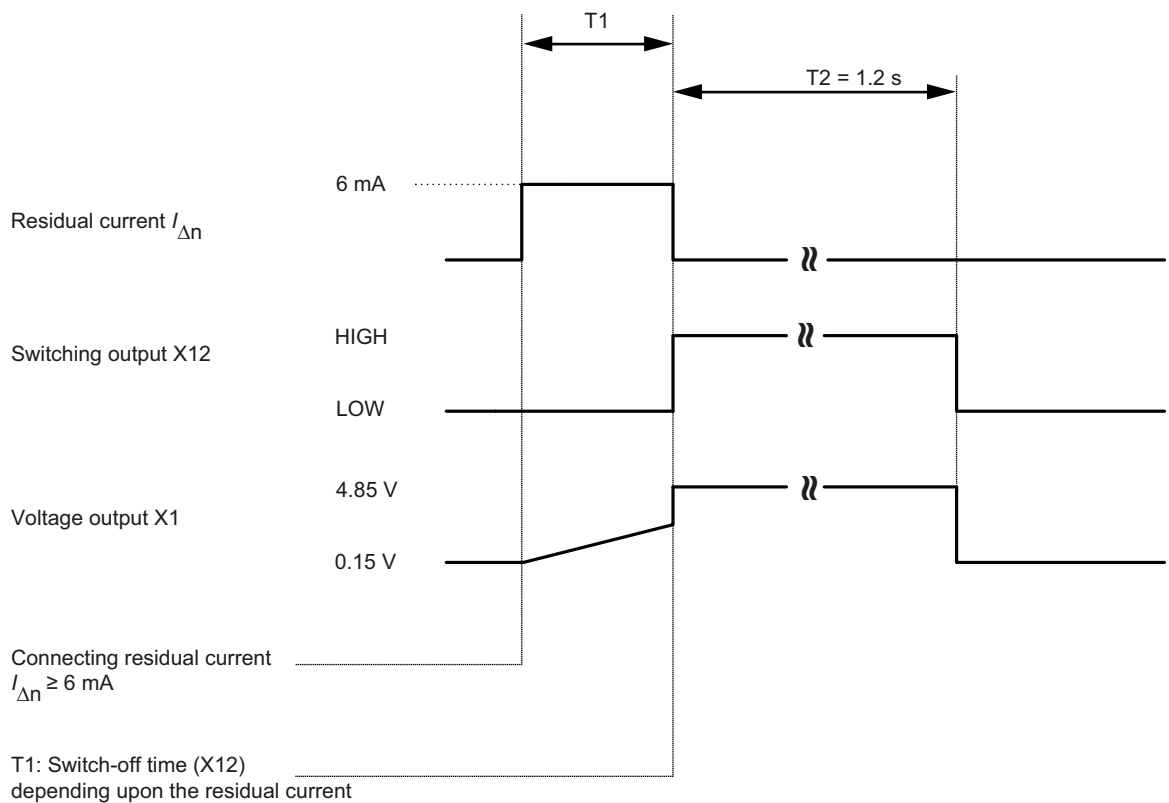 T1
T2 = 1.2 s
6 mA
Residual current IΔn
HIGH
Switching output X12
LOW
4.85 V
Voltage output X1
0.15 V
Connecting residual current
IΔn ≥ 6 mA
T1: Switch-off time (X12)
depending upon the residual current